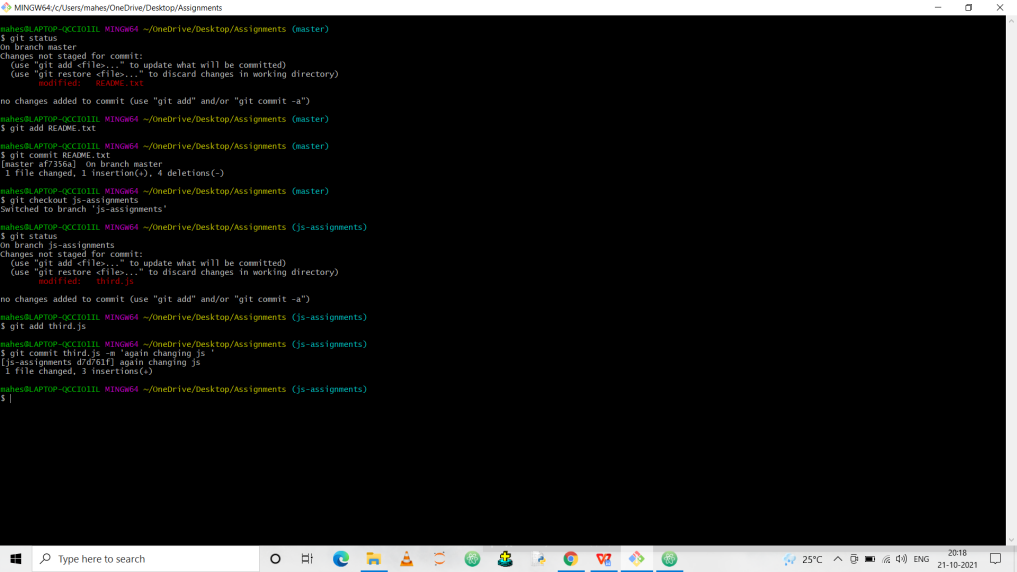 MINGW64:/c/Users/mahes/OneDrive/Desktop/Assignments
mahes@LAPTOP-QCCIO1IL MINGW64 ~/OneDrive/Desktop/Assignments (master)
$ git status
On branch master
Changes not staged for commit:
  (use "git add <file>..." to update what will be committed)
  (use "git restore <file>..." to discard changes in working directory)
        modified:   README.txt
no changes added to commit (use "git add" and/or "git commit -a")
mahes@LAPTOP-QCCIO1IL MINGW64 ~/OneDrive/Desktop/Assignments (master)
$ git add README.txt
mahes@LAPTOP-QCCIO1IL MINGW64 ~/OneDrive/Desktop/Assignments (master)
$ git commit README.txt
[master af7356a]  On branch master
 1 file changed, 1 insertion(+), 4 deletions(-)
mahes@LAPTOP-QCCIO1IL MINGW64 ~/OneDrive/Desktop/Assignments (master)
$ git checkout js-assignments
Switched to branch 'js-assignments'
mahes@LAPTOP-QCCIO1IL MINGW64 ~/OneDrive/Desktop/Assignments (js-assignments)
$ git status
On branch js-assignments
Changes not staged for commit:
  (use "git add <file>..." to update what will be committed)
  (use "git restore <file>..." to discard changes in working directory)
        modified:   third.js
no changes added to commit (use "git add" and/or "git commit -a")
mahes@LAPTOP-QCCIO1IL MINGW64 ~/OneDrive/Desktop/Assignments (js-assignments)
$ git add third.js
mahes@LAPTOP-QCCIO1IL MINGW64 ~/OneDrive/Desktop/Assignments (js-assignments)
$ git commit third.js -m 'again changing js '
[js-assignments d7d761f] again changing js
 1 file changed, 3 insertions(+)
mahes@LAPTOP-QCCIO1IL MINGW64 ~/OneDrive/Desktop/Assignments (js-assignments)
$
Type here to search
25°C
ENG
20:18
21-10-2021